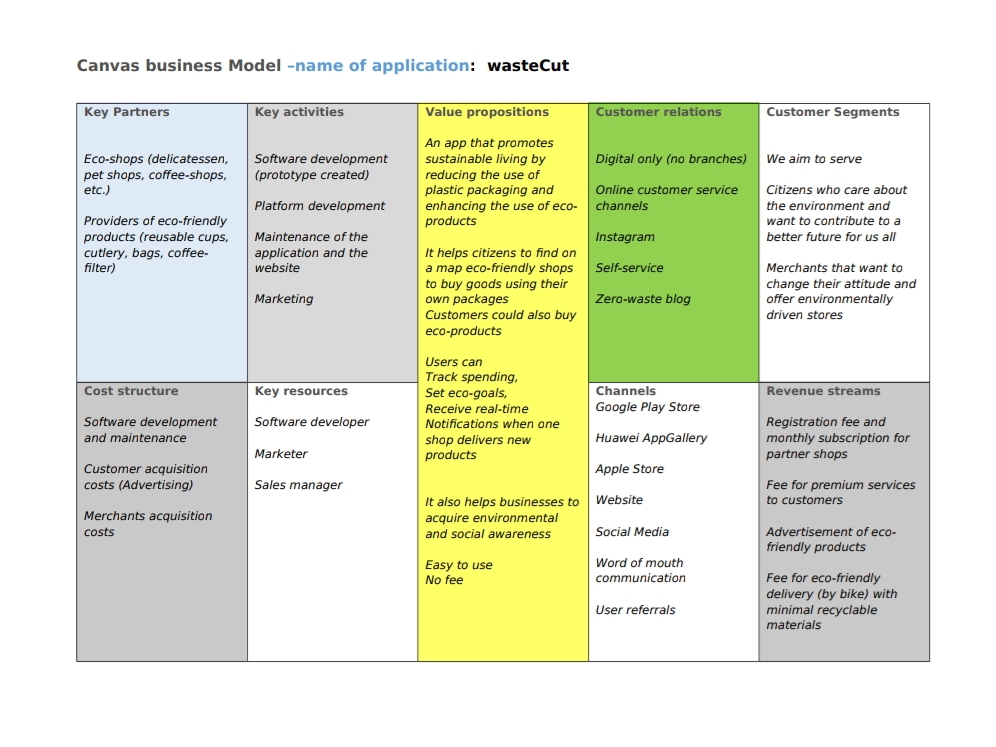 Canvas business Model –name of application:  wasteCut
Key Partners
Eco-shops (delicatessen,
pet shops, coffee-shops,
etc.)
Providers of eco-friendly
products (reusable cups,
cutlery, bags, coffee-
filter)
Key activities
Software development
(prototype created)
Platform development
Maintenance of the
application and the
website
Marketing
Value propositions
An app that promotes
sustainable living by
reducing the use of
plastic packaging and
enhancing the use of eco-
products
It helps citizens to find on
a map eco-friendly shops
to buy goods using their
own packages
Customers could also buy
eco-products
Users can
Track spending,
Set eco-goals,
Receive real-time
Notifications when one
shop delivers new
products
It also helps businesses to
acquire environmental
and social awareness
Easy to use
No fee
Customer relations
Digital only (no branches)
Online customer service
channels
Instagram
Self-service
Zero-waste blog
Customer Segments
We aim to serve
Citizens who care about
the environment and
want to contribute to a
better future for us all
Merchants that want to
change their attitude and
offer environmentally
driven stores
Cost structure
Software development
and maintenance
Customer acquisition
costs (Advertising)
Merchants acquisition
costs
Key resources
Software developer
Marketer
Sales manager
Channels
Google Play Store
Huawei AppGallery
Apple Store
Website
Social Media
Word of mouth
communication
User referrals
Revenue streams
Registration fee and
monthly subscription for
partner shops
Fee for premium services
to customers
Advertisement of eco-
friendly products
Fee for eco-friendly
delivery (by bike) with
minimal recyclable
materials